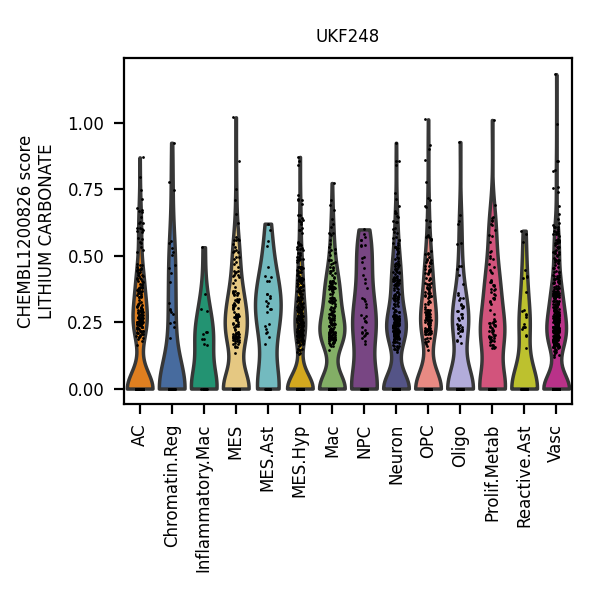 UKF248
CHEMBL1200826 score
LITHIUM CARBONATE
1.00
0.75
0.50
0.25
0.00
AC
Chromatin.Reg
Inflammatory.Mac
MES
MES.Ast
MES.Hyp
Mac
NPC
Neuron
OPC
Oligo
Prolif.Metab
Reactive.Ast
Vasc